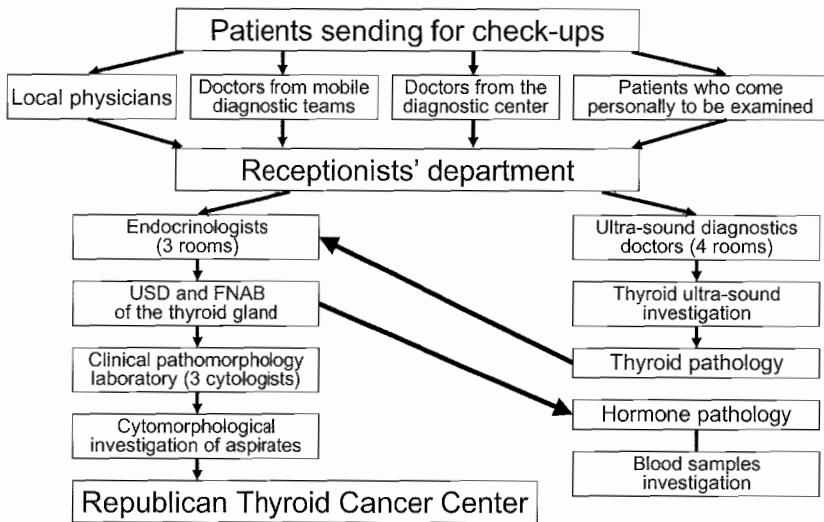 Patients sending for check-ups
Local physicians
Doctors from mobile
diagnostic teams
Doctors from the
diagnostic center
Patients who come
personally to be examined
Receptionists' department
Endocrinologists
(3 rooms)
Ultra-sound diagnostics
doctors (4 rooms)
USD and FNAB
of the thyroid gland
Thyroid ultra-sound
investigation
Clinical pathomorphology
laboratory (3 cytologists)
Thyroid pathology
Cytomorphological
investigation of aspirates
Hormone pathology
Blood samples
investigation
Republican Thyroid Cancer Center